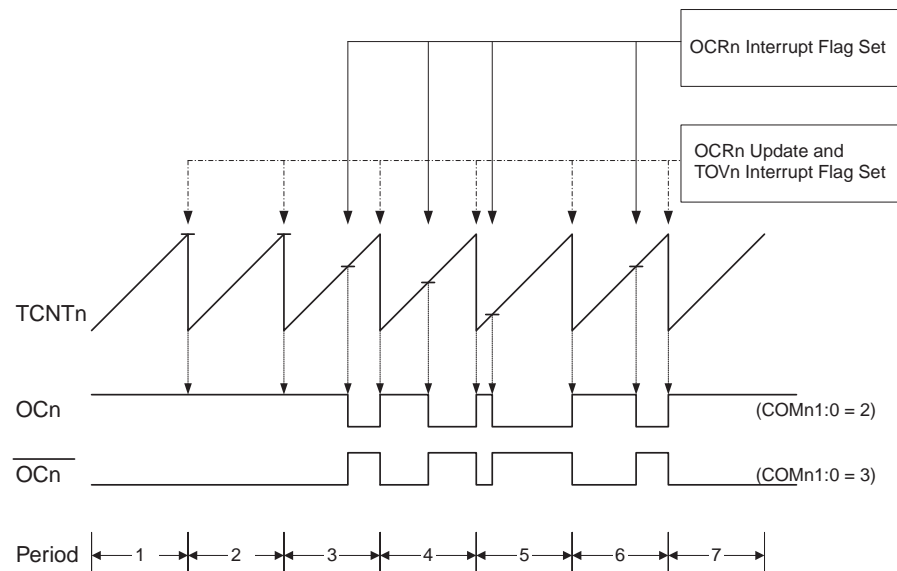 OCRn Interrupt Flag Set
OCRn Update and
TOVn Interrupt Flag Set
TCNTn
OCn
(COMn1:0 = 2)
OCn
(COMn1:0 = 3)
Period
1
2
3
4
5
6
7